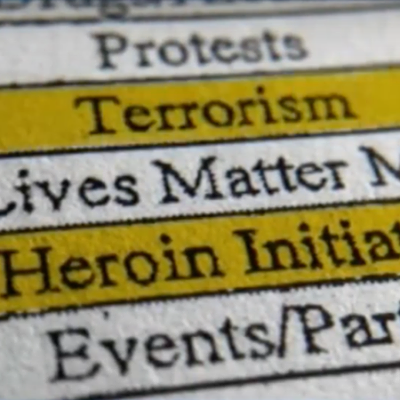 Protests
Terrorism
Lives Matter M
Heroin Initiat
Events/Par